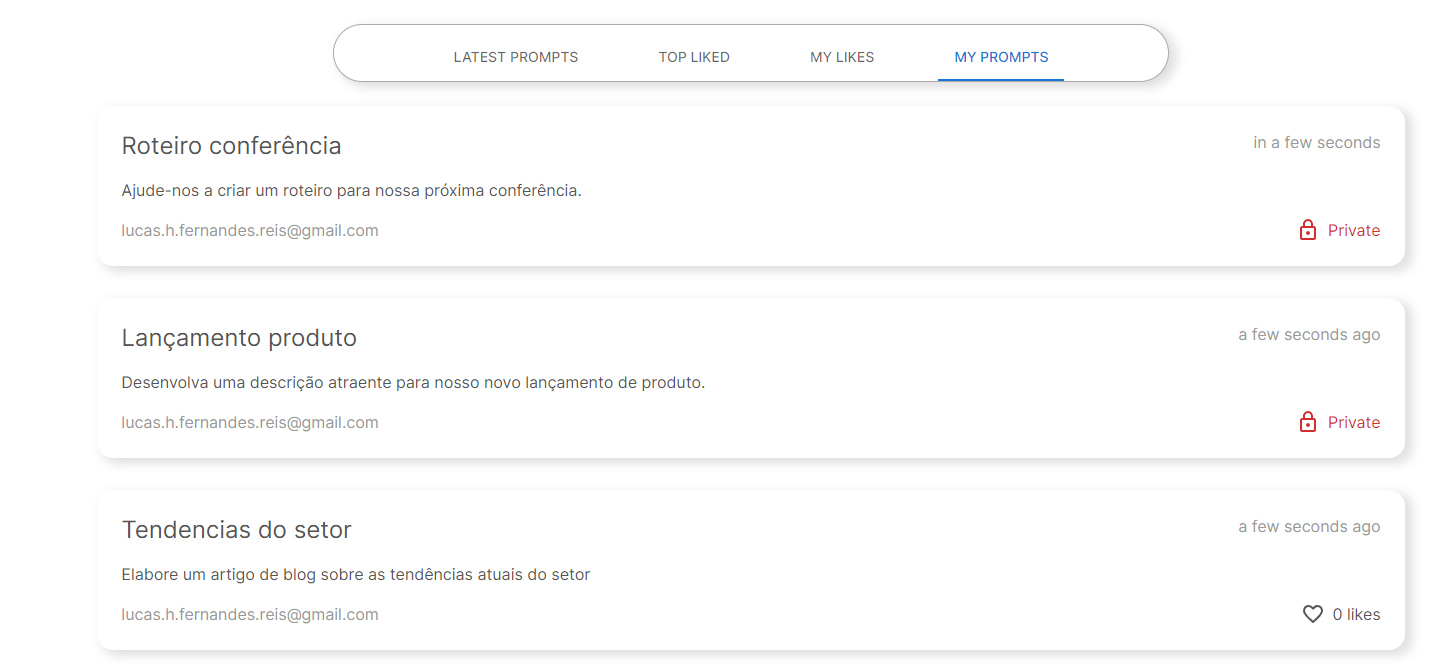 LATEST PROMPTS TOP LIKED MY LIKES MY PROMPTS
Roteiro conferência in a few seconds
Ajude-nos a criar um roteiro para nossa próxima conferência.
lucas.h.fernandes.reis@gmail.com Private
Lançamento produto a few seconds ago
Desenvolva uma descrição atraente para nosso novo lançamento de produto.
lucas.h.fernandes.reis@gmail.com Private
Tendencias do setor a few seconds ago
Elabore um artigo de blog sobre as tendências atuais do setor
lucas.h.fernandes.reis@gmail.com 0 likes